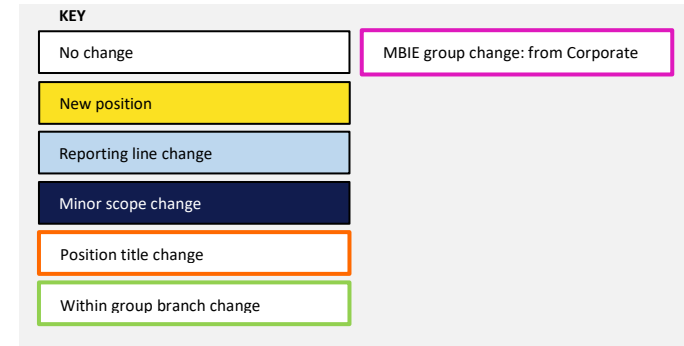 KEY
No change
MBIE group change: from Corporate
New position
Reporting line change
Minor scope change
Position title change
Within group branch change